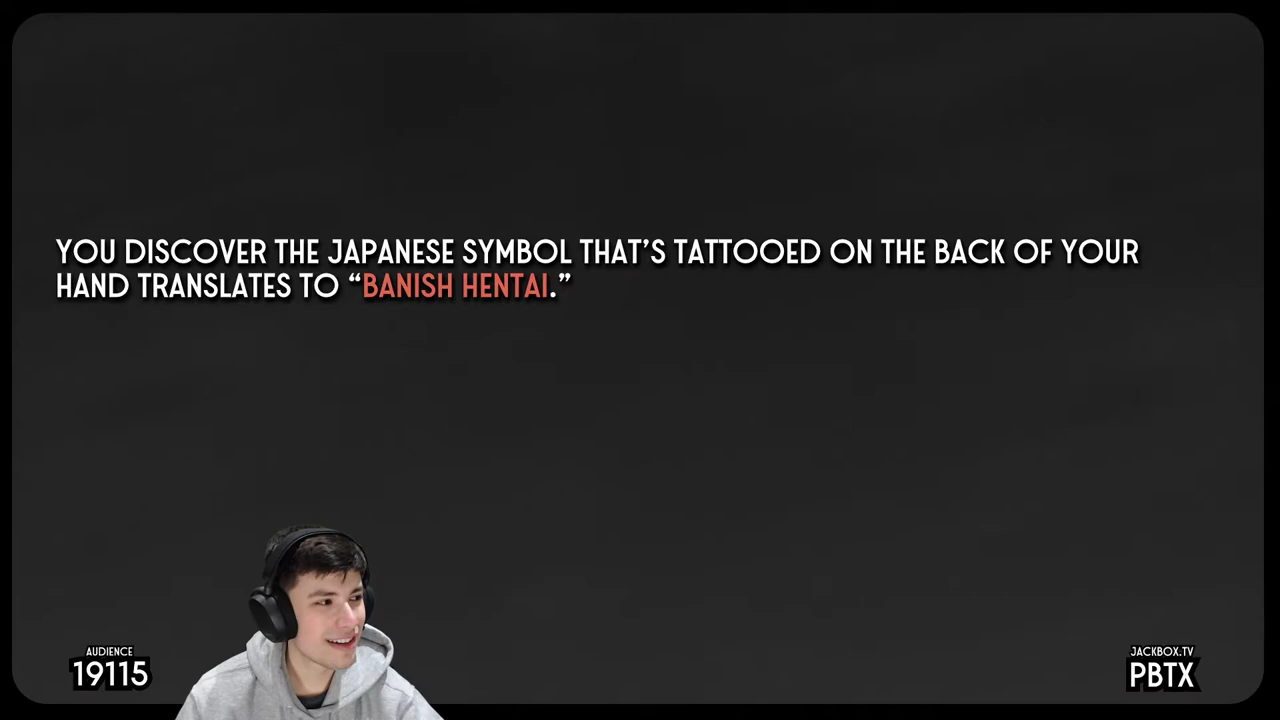 YOU DISCOVER THE JAPANESE SYMBOL THAT'S TATTOOED ON THE BACK OF YOUR
HAND TRANSLATES TO “BANISH HENTAI.”
AUDIENCE
19115
JACKBOX.TV
PBTX